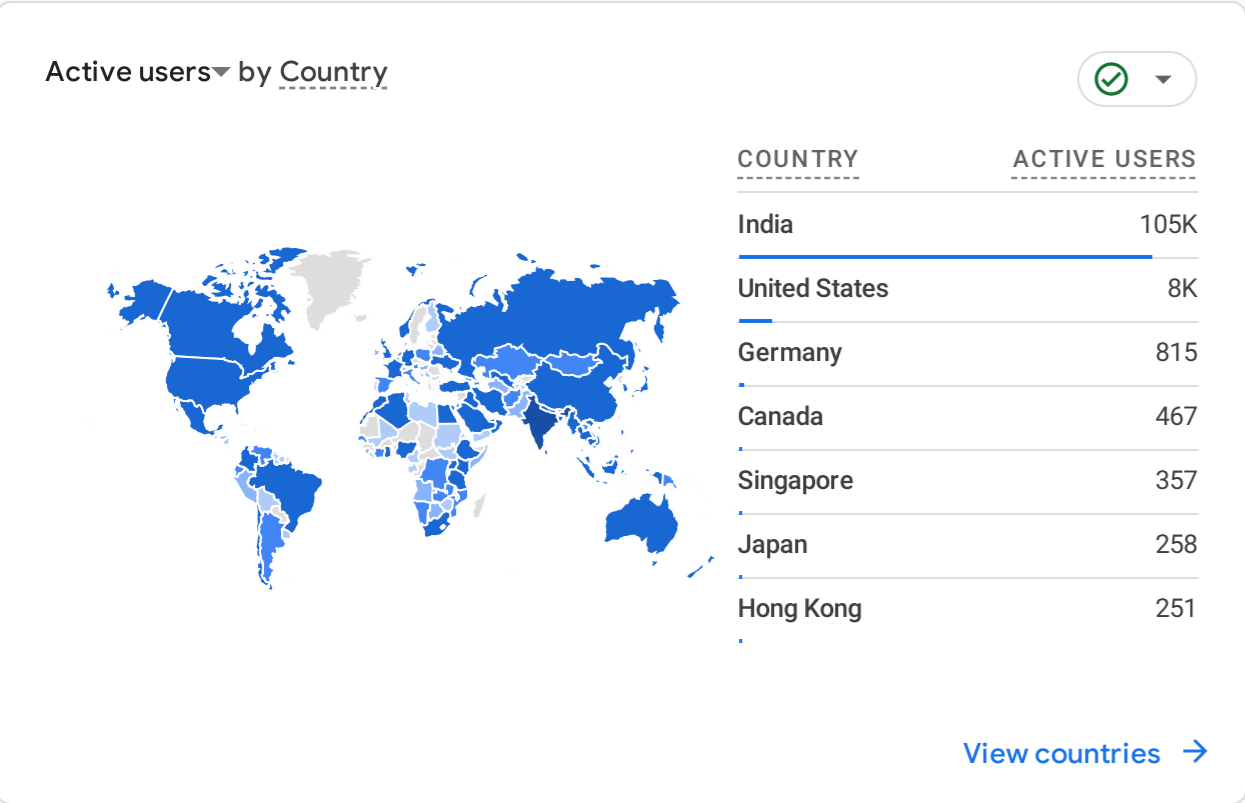 Active users by Country
COUNTRY ACTIVE USERS
India 105K
United States 8K
Germany 815
Canada 467
Singapore 357
Japan 258
Hong Kong 251
View countries